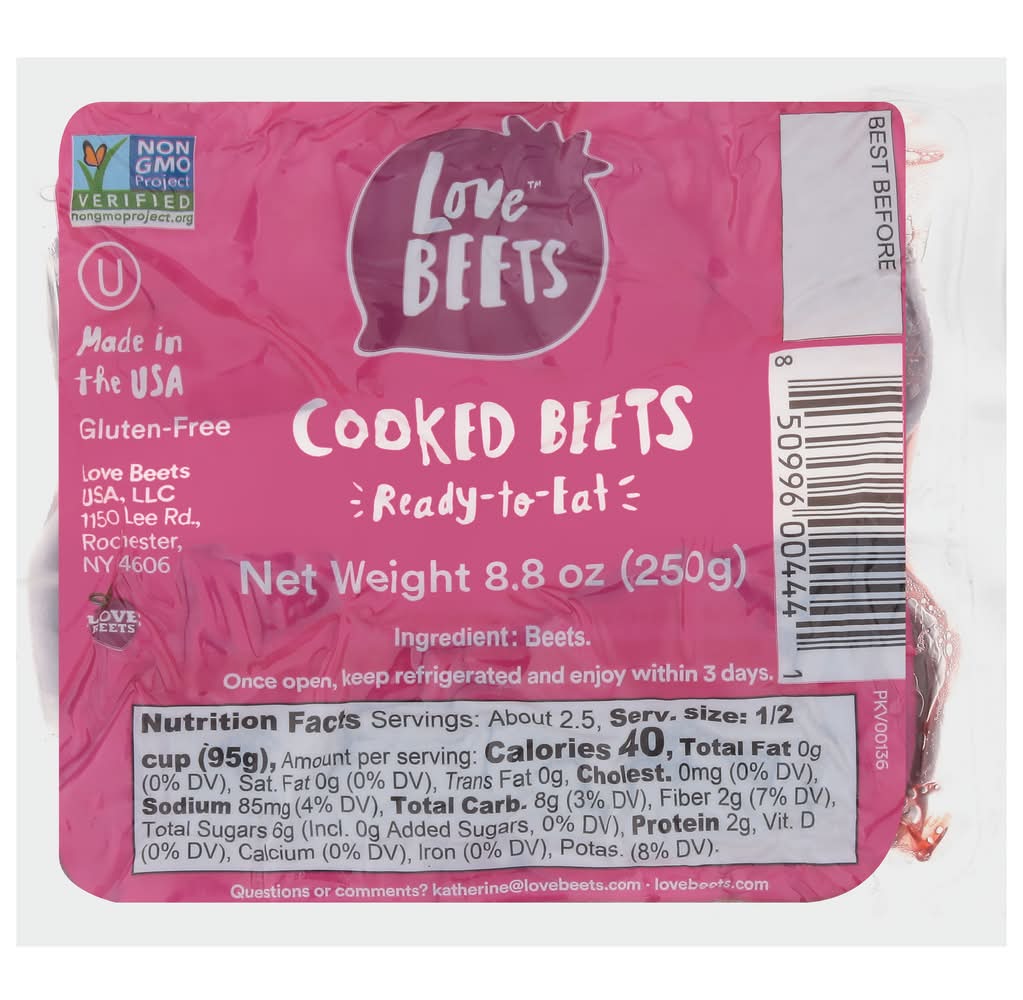 NON
GMO
Project
VERIFIED
nongmoproject.org
U
Made in
the USA
Gluten-Free
Love Beets
USA, LLC
1150 Lee Rd.,
Rochester,
NY 4606
LOVE
BEETS
Love™
BEETS
COOKED BEETS
Ready-to-Eat
Net Weight 8.8 oz (250g)
Ingredient: Beets.
Once open, keep refrigerated and enjoy within 3 days.
Nutrition Facts Servings: About 2.5, Serv. size: 1/2
cup (95g), Amount per serving: Calories 40, Total Fat 0g
(0% DV), Sat. Fat 0g (0% DV), Trans Fat 0g, Cholest. 0mg (0% DV),
Sodium 85mg (4% DV), Total Carb. 8g (3% DV), Fiber 2g (7% DV),
Total Sugars 6g (Incl. 0g Added Sugars, 0% DV), Protein 2g, Vit. D
(0% DV), Calcium (0% DV), Iron (0% DV), Potas. (8% DV).
Questions or comments? katherine@lovebeets.com · lovebeets.com
BEST BEFORE
8 50996 00444 1
PKV00136